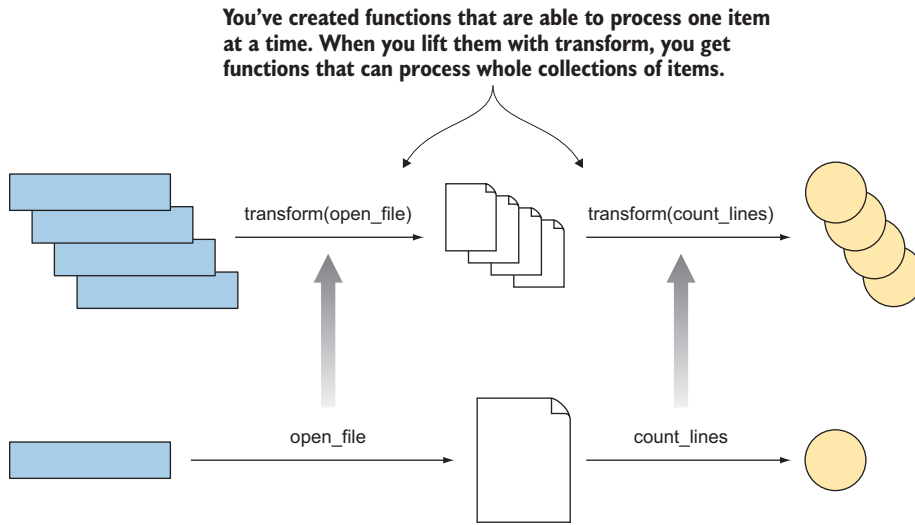 You’ve created functions that are able to process one item
at a time. When you lift them with transform, you get
functions that can process whole collections of items.
transform(open_file)
transform(count_lines)
open_file
count_lines